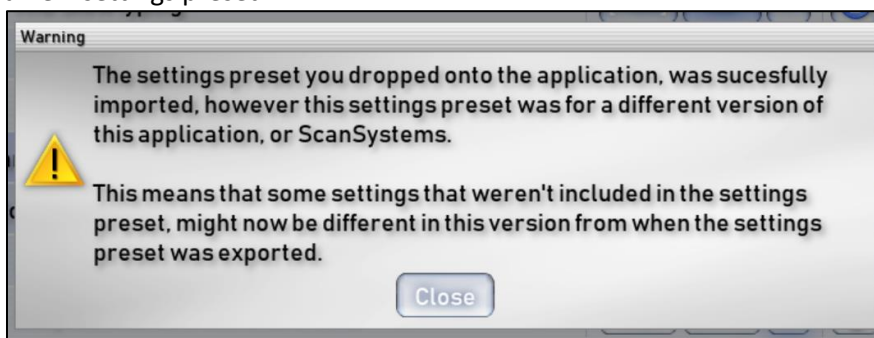 settings preset
Warning
The settings preset you dropped onto the application, was sucesfully
imported, however this settings preset was for a different version of
this application, or ScanSystems.
This means that some settings that weren't included in the settings
preset, might now be different in this version from when the settings
preset was exported.
Close